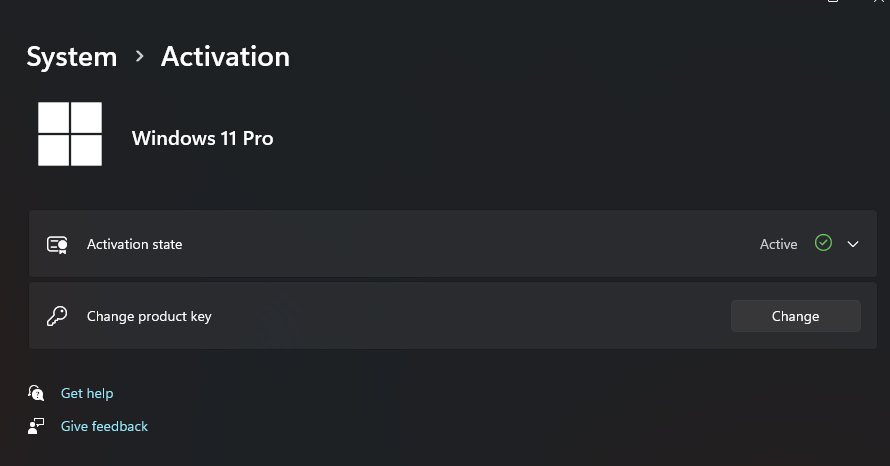 System > Activation
Windows 11 Pro
Activation state Active
Change product key Change
Get help
Give feedback